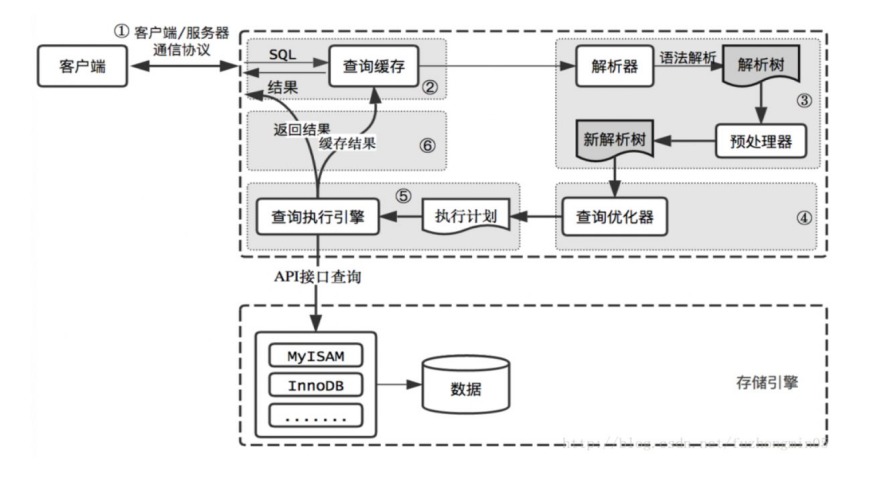 ① 客户端/服务器
通信协议
客户端
SQL
结果
查询缓存
②
解析器
语法解析
解析树
③
预处理器
新解析树
返回结果
缓存结果
⑥
查询执行引擎
⑤
执行计划
查询优化器
④
API接口查询
MyISAM
InnoDB
.......
数据
存储引擎